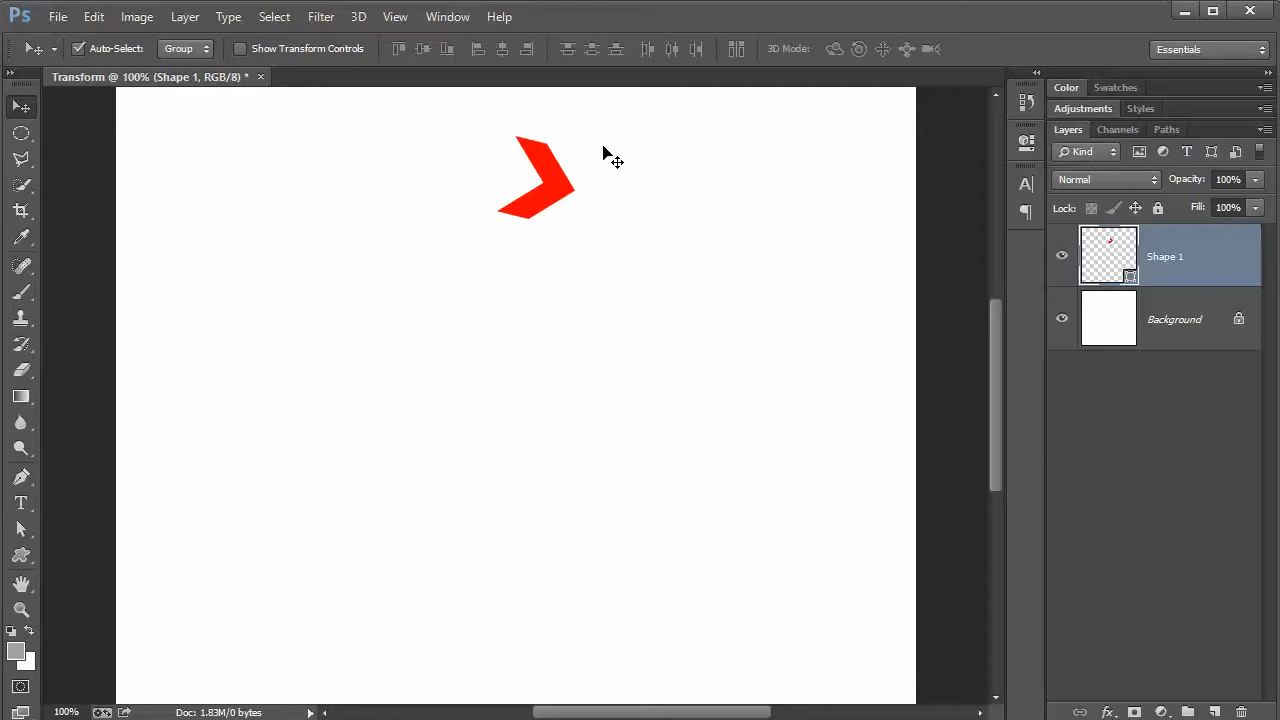 Ps File Edit Image Layer Type Select Filter 3D View Window Help
Auto-Select: Group Show Transform Controls 3D Mode: Essentials
Transform @ 100% (Shape 1, RGB/8) * ×
Color Swatches
Adjustments Styles
Layers Channels Paths
Kind T
Normal Opacity: 100%
Lock: Fill: 100%
A
Shape 1
Background
T
100% Doc: 1.83M/0 bytes fx